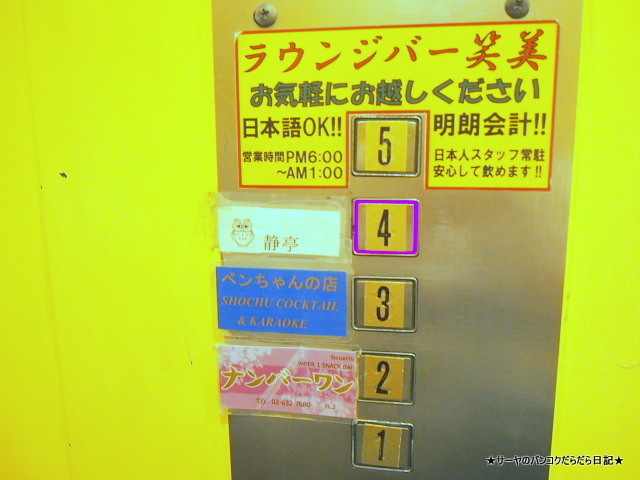 ラウンジバー笑美
お気軽にお越しください
日本語OK!!
営業時間PM6:00
～AM1:00
5
明朗会計!!
日本人スタッフ常駐
安心して飲めます!!
静亭
4
ペンちゃんの店
SHOCHU COCKTAIL
& KARAOKE
3
SNACK BAR
ナンバーワン
2
1
★サーヤのバンコクだらだら日記★